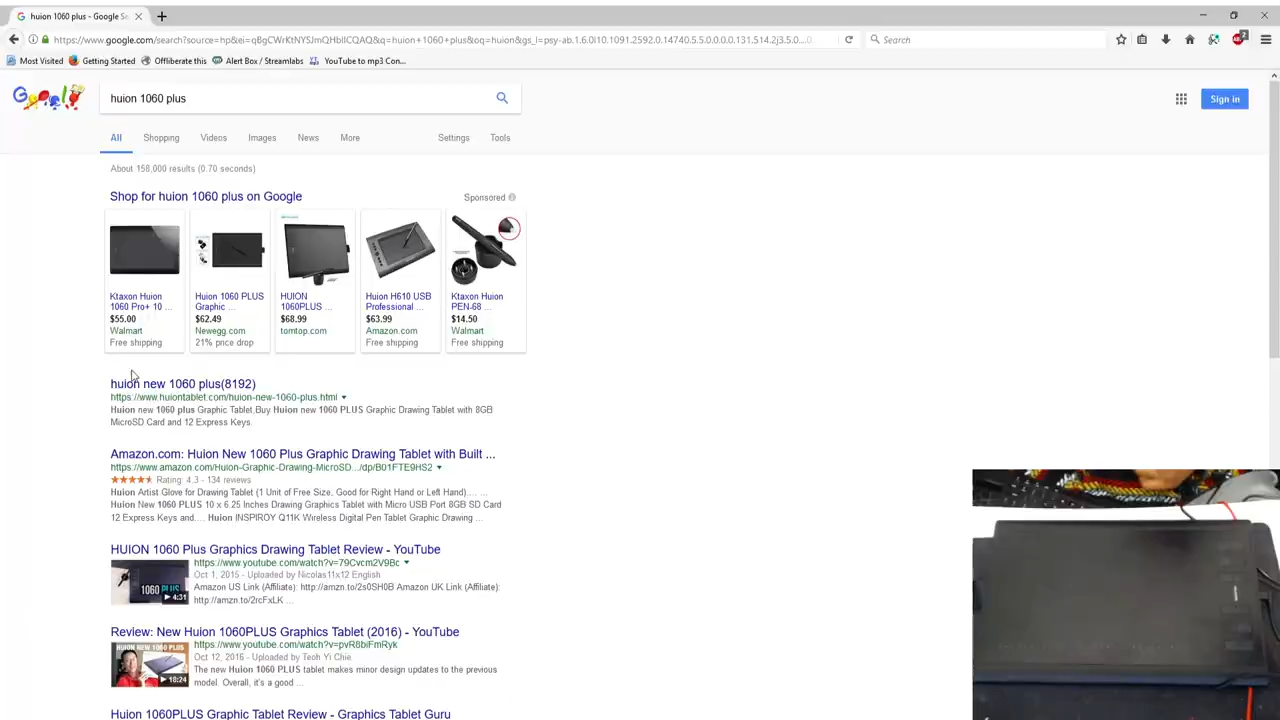 huion 1060 plus - Google Se
https://www.google.com/search?source=hp&ei=qBgCWrKtNYSJmQHbIICQAQ&q=huion+1060+plus&oq=huion&gs_l=psy-ab.1.6.0l10.1091.2592.0.14970.5.5.0.0.0.0.131.514.2j3.5.0....0...
Search
2
Most Visited
Getting Started
Offliberate this
Alert Box / Streamlabs
YouTube to mp3 Con...
Google
huion 1060 plus
Sign in
All
Shopping
Videos
Images
News
More
Settings
Tools
About 158,000 results (0.70 seconds)
Shop for huion 1060 plus on Google
Sponsored
Ktaxon Huion
1060 Pro+ 10 ...
$55.00
Walmart
Free shipping
Huion 1060 PLUS
Graphic ...
$62.49
Newegg.com
21% price drop
HUION
1060PLUS ...
$68.99
tomtop.com
Huion H610 USB
Professional ...
$63.99
Amazon.com
Free shipping
Ktaxon Huion
PEN-68 ...
$14.50
Walmart
Free shipping
huion new 1060 plus(8192)
https://www.huiontablet.com/huion-new-1060-plus.html
Huion new 1060 plus Graphic Tablet,Buy Huion new 1060 PLUS Graphic Drawing Tablet with 8GB
MicroSD Card and 12 Express Keys.
Amazon.com: Huion New 1060 Plus Graphic Drawing Tablet with Built ...
https://www.amazon.com/Huion-Graphic-Drawing-MicroSD.../dp/B01FTE9HS2
Rating: 4.3 - 134 reviews
Huion Artist Glove for Drawing Tablet (1 Unit of Free Size, Good for Right Hand or Left Hand)... ...
Huion New 1060 PLUS 10 x 6.25 Inches Drawing Graphics Tablet with Micro USB Port 8GB SD Card
12 Express Keys and.... Huion INSPIROY Q11K Wireless Digital Pen Tablet Graphic Drawing ...
HUION 1060 Plus Graphics Drawing Tablet Review - YouTube
https://www.youtube.com/watch?v=79Cvcm2V9Bc
1060 PLUS
4:31
Oct 1, 2015 - Uploaded by Nicolas11x12 English
Amazon US Link (Affiliate): http://amzn.to/2s0SH0B Amazon UK Link (Affiliate):
http://amzn.to/2rcFxLK ...
Review: New Huion 1060PLUS Graphics Tablet (2016) - YouTube
https://www.youtube.com/watch?v=pvR8biFmRyk
HUION NEW 1060 PLUS
10:24
Oct 12, 2016 - Uploaded by Teoh Yi Chie
The new Huion 1060 PLUS tablet makes minor design updates to the previous
model. Overall, it's a good ...
Huion 1060PLUS Graphic Tablet Review - Graphics Tablet Guru